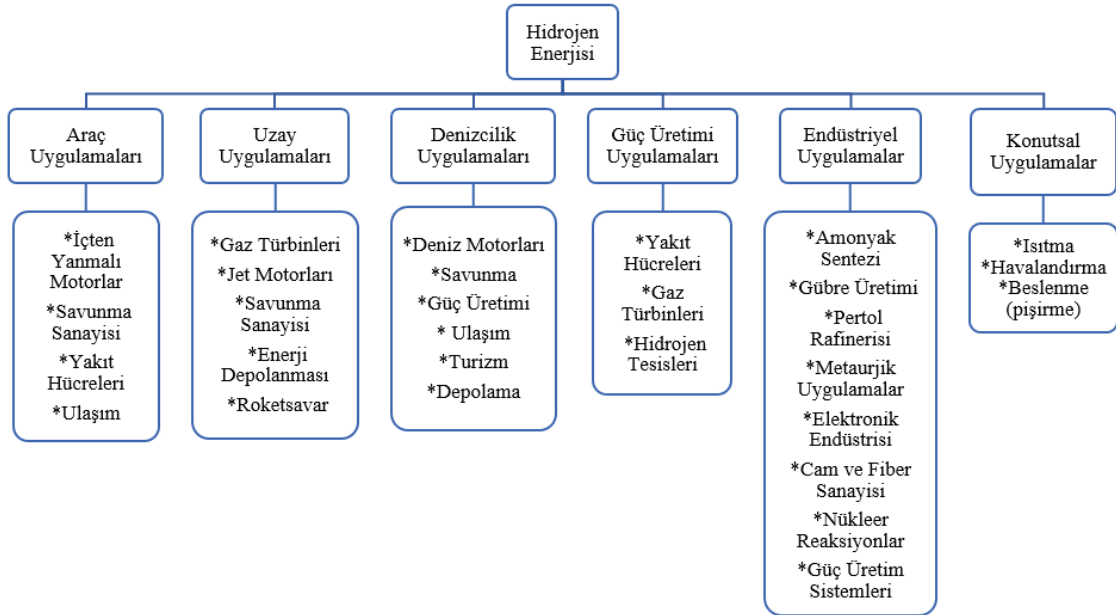 Hidrojen
Enerjisi
Araç
Uygulamaları
Uzay
Uygulamaları
Denizcilik
Uygulamaları
Güç Üretimi
Uygulamaları
Endüstriyel
Uygulamalar
Konutsal
Uygulamalar
*İçten
Yanmalı
Motorlar
*Savunma
Sanayisi
*Yakıt
Hücreleri
*Ulaşım
*Gaz Türbinleri
*Jet Motorları
*Savunma
Sanayisi
*Enerji
Depolanması
*Roketsavar
*Deniz Motorları
*Savunma
*Güç Üretimi
* Ulaşım
*Turizm
*Depolama
*Yakıt
Hücreleri
*Gaz
Türbinleri
*Hidrojen
Tesisleri
*Amonyak
Sentezi
*Gübre Üretimi
*Pertol
Rafinerisi
*Metaurjik
Uygulamalar
*Elektronik
Endüstrisi
*Cam ve Fiber
Sanayisi
*Nükleer
Reaksiyonlar
*Güç Üretim
Sistemleri
*Isıtma
*Havalandırma
*Beslenme
(pişirme)